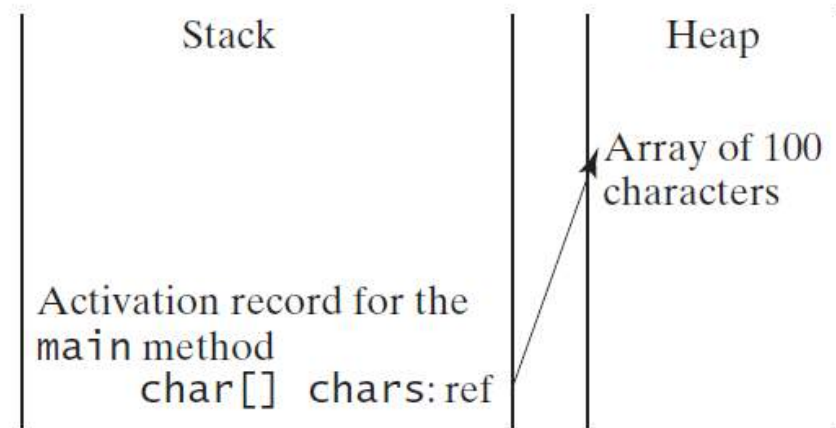 Stack
Heap
Array of 100
characters
Activation record for the
main method
char[] chars: ref